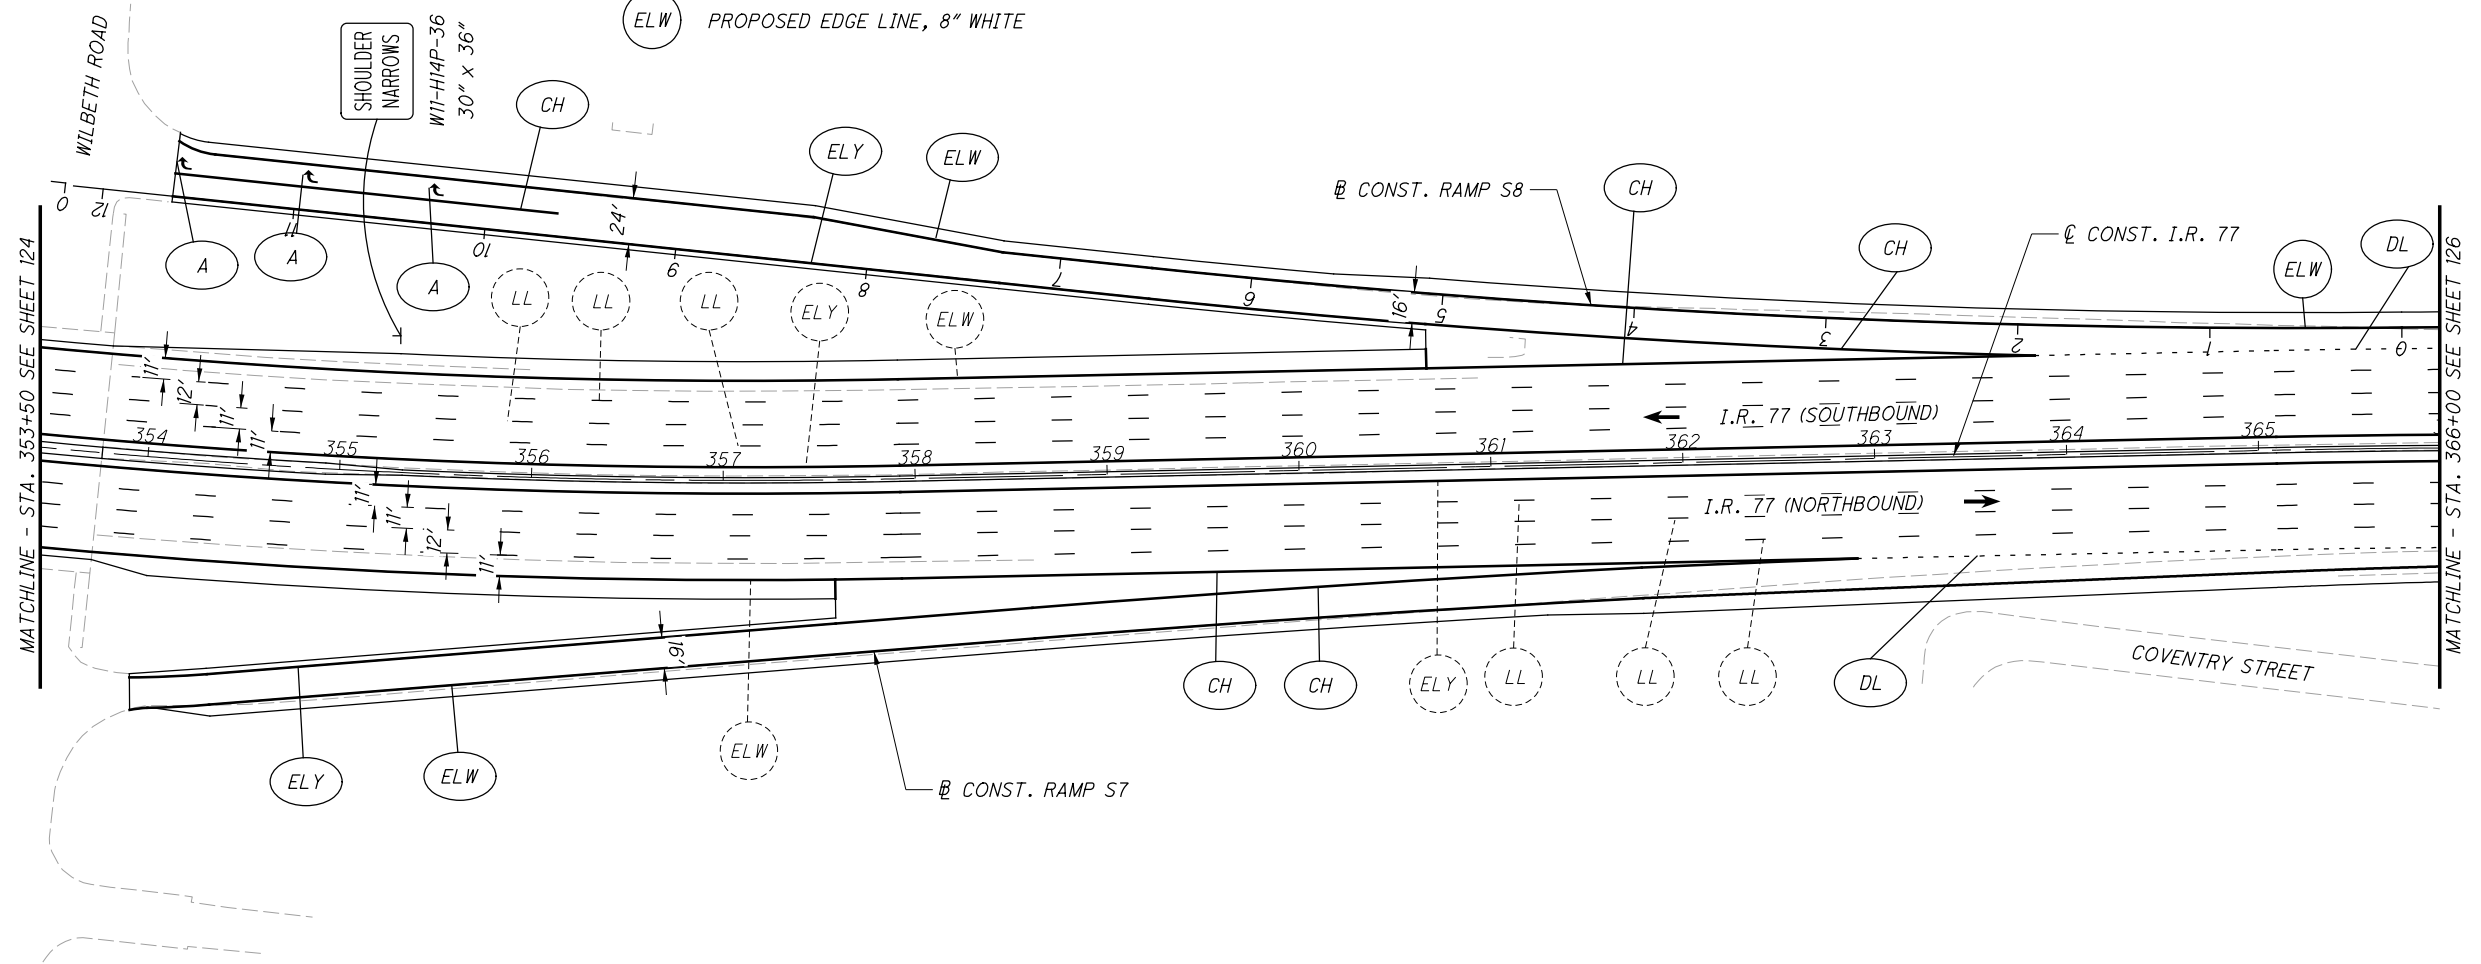 ELW PROPOSED EDGE LINE, 8" WHITE
WILBETH ROAD
SHOULDER
NARROWS
W11-H14P-36
30" x 36"
CH
ELY
ELW
℄ CONST. I.R. 77
CONST. RAMP S8
CH
CH
ELW
DL
0
12
11
10
9
8
7
6
5
4
3
2
1
0
24'
16'
A
A
A
LL
LL
LL
ELY
ELW
MATCHLINE - STA. 353+50 SEE SHEET 124
MATCHLINE - STA. 366+00 SEE SHEET 126
11'
12'
11'
11'
I.R. 77 (SOUTHBOUND)
354
355
356
357
358
359
360
361
362
363
364
365
11'
11'
12'
11'
I.R. 77 (NORTHBOUND)
16'
COVENTRY STREET
CH
CH
ELY
LL
LL
LL
DL
ELW
ELY
ELW
CONST. RAMP S7